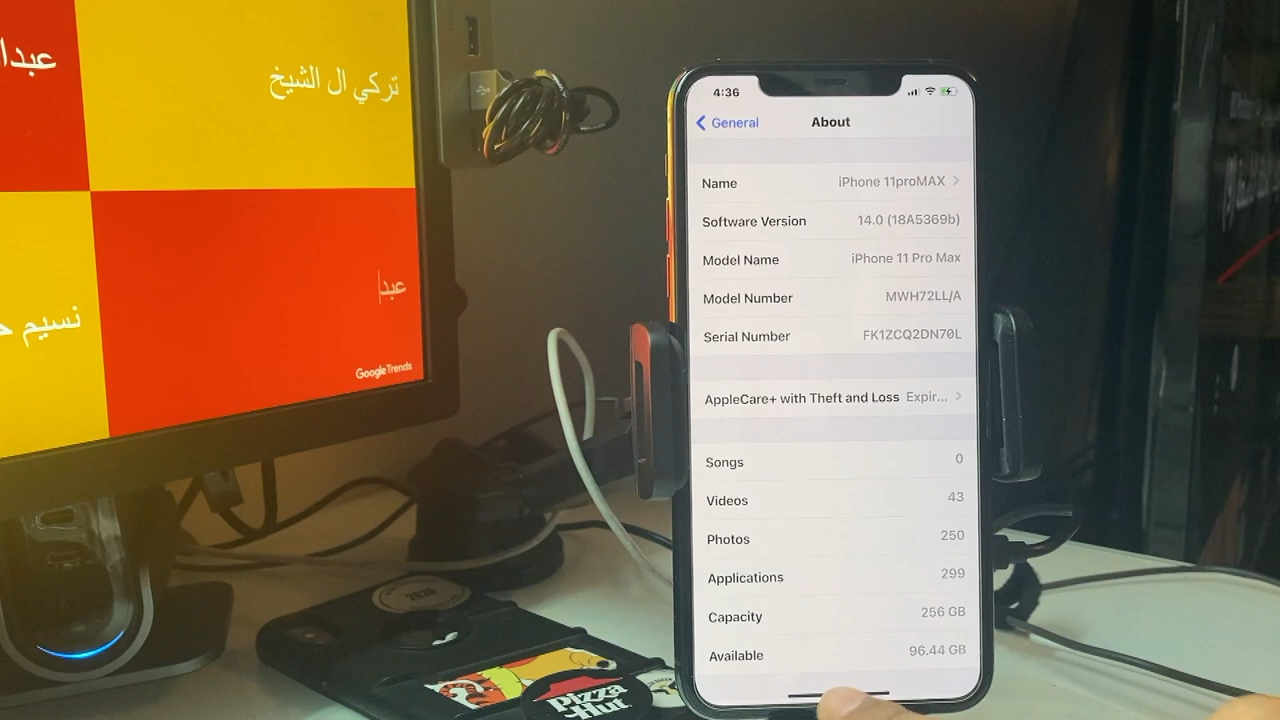 عبدا
تركي ال الشيخ
عبد
نسيم ح
GoogleTrends
4:36
General
About
Name
iPhone 11proMAX
Software Version
14.0 (18A5369b)
Model Name
iPhone 11 Pro Max
Model Number
MWH72LL/A
Serial Number
FK1ZCQ2DN70L
AppleCare+ with Theft and Loss
Expir...
Songs
0
Videos
43
Photos
250
Applications
299
Capacity
256 GB
Available
96.44 GB
2020
Pizza
Hut